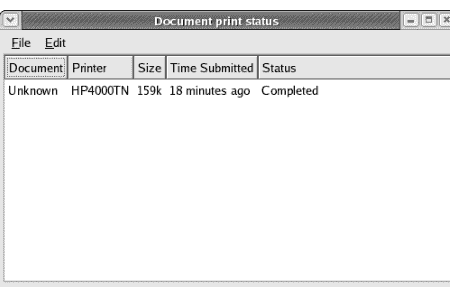 Document print status
File Edit
Document Printer Size Time Submitted Status
Unknown HP4000TN 159k 18 minutes ago Completed